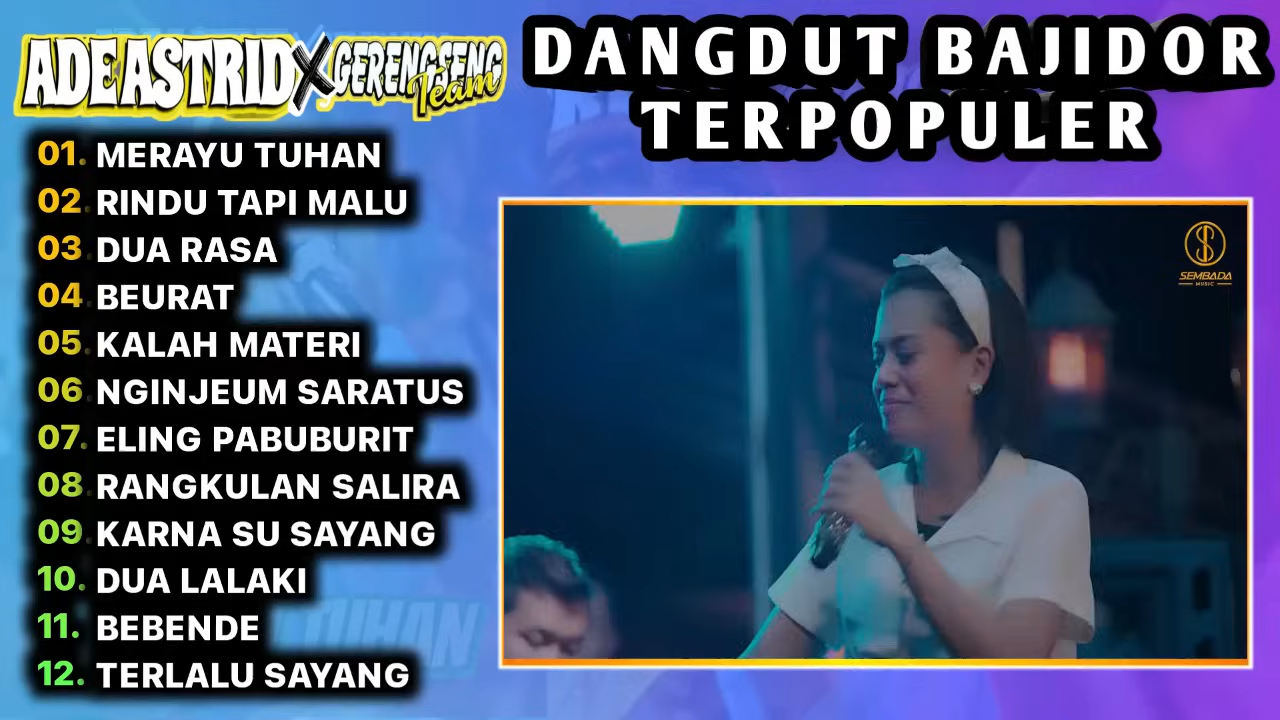 ADE ASTRID X GERENGSENG
Team
DANGDUT BAJIDOR
TERPOPULER
01. MERAYU TUHAN
02. RINDU TAPI MALU
03. DUA RASA
04. BEURAT
05. KALAH MATERI
06. NGINJEUM SARATUS
07. ELING PABUBURIT
08. RANGKULAN SALIRA
09. KARNA SU SAYANG
10. DUA LALAKI
11. BEBENDE
12. TERLALU SAYANG
SEMBADA
MUSIC
TUHAN